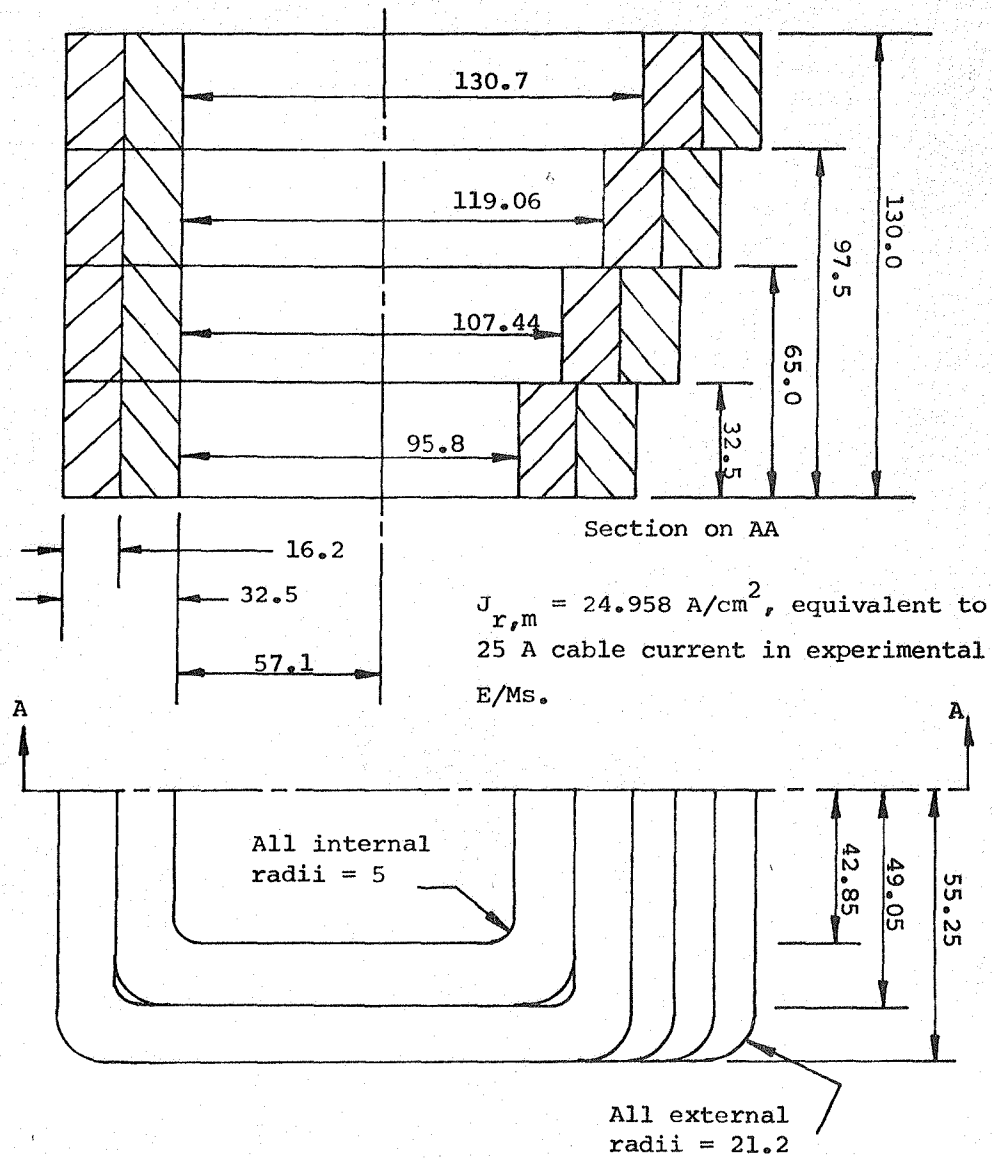 130.7
119.06
107.44
95.8
130.0
97.5
65.0
32.5
Section on AA
16.2
32.5
57.1
J_r,m = 24.958 A/cm², equivalent to
25 A cable current in experimental
E/Ms.
A
A
All internal
radii = 5
42.85
49.05
55.25
All external
radii = 21.2